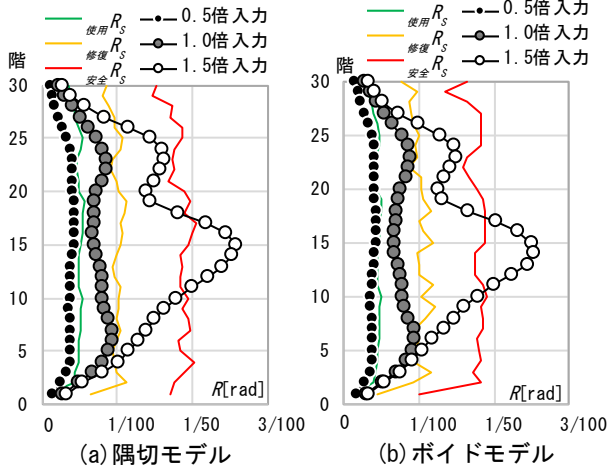 使用RS 0.5倍入力
修復RS 1.0倍入力
安全RS 1.5倍入力
階
30
25
20
15
10
5
0
R[rad]
0 1/100 1/50 3/100
(a)隅切モデル
使用RS 0.5倍入力
修復RS 1.0倍入力
安全RS 1.5倍入力
階
30
25
20
15
10
5
0
R[rad]
0 1/100 1/50 3/100
(b)ボイドモデル